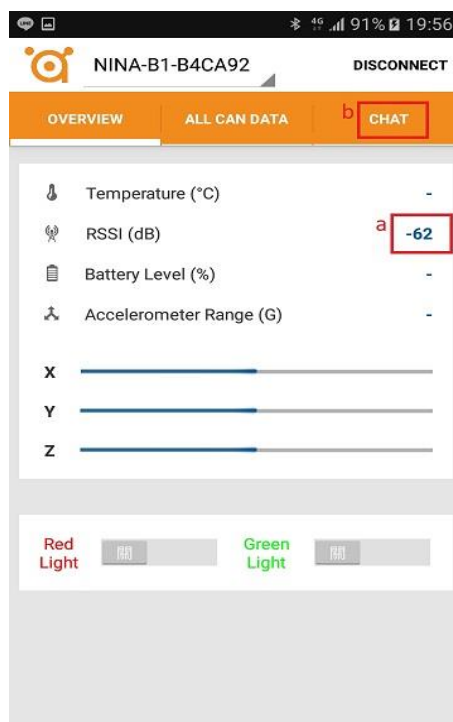 4G 91% 19:56
NINA-B1-B4CA92 DISCONNECT
OVERVIEW ALL CAN DATA b CHAT
Temperature (°C) -
RSSI (dB) a -62
Battery Level (%) -
Accelerometer Range (G) -
X
Y
Z
Red Green
Light Light